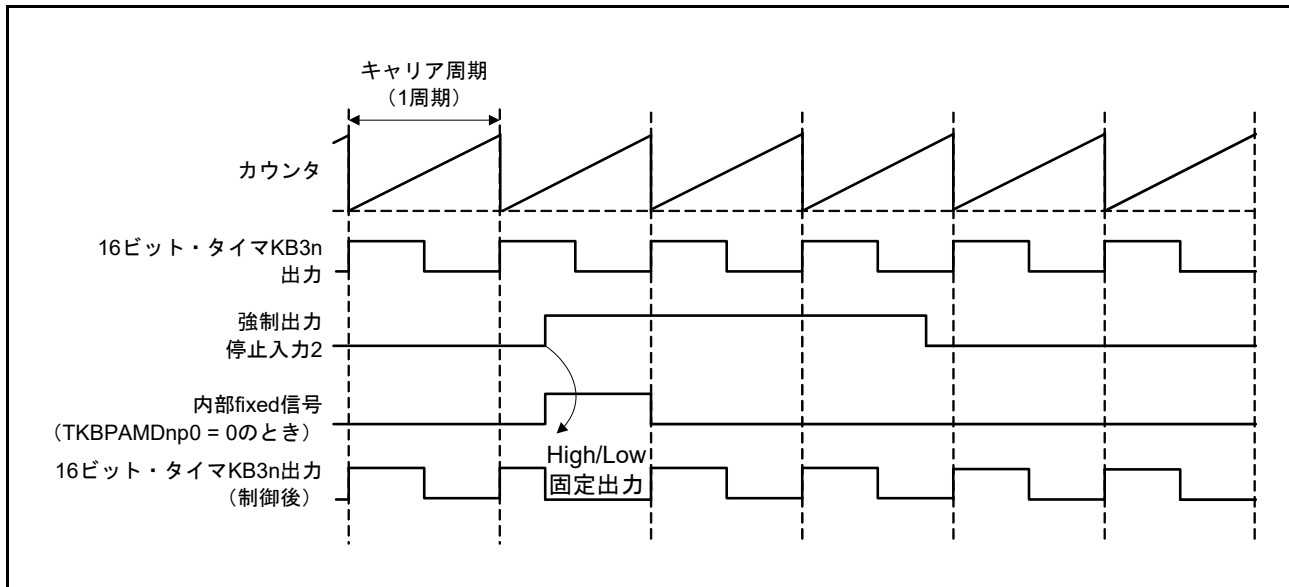 キャリア周期
（1周期）
カウンタ
16ビット・タイマKB3n
出力
強制出力
停止入力2
内部fixed信号
（TKBPAMDnp0 = 0のとき）
High/Low
固定出力
16ビット・タイマKB3n出力
（制御後）